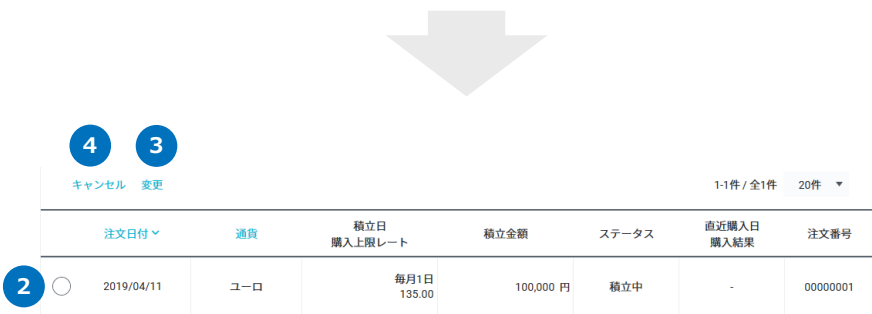 4 3
キャンセル 変更 1-1件 / 全1件 20件
注文日付 通貨 積立日 積立金額 ステータス 直近購入日 注文番号
購入上限レート 購入結果
2 2019/04/11 ユーロ 毎月1日 100,000 円 積立中 - 00000001
135.00